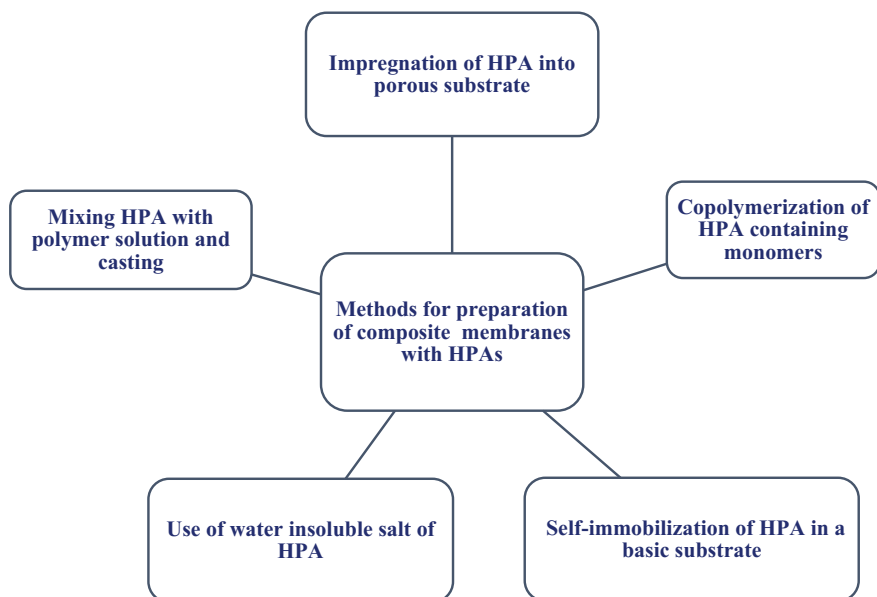 Impregnation of HPA into
porous substrate
Mixing HPA with
polymer solution and
casting
Copolymerization of
HPA containing
monomers
Methods for preparation
of composite membranes
with HPAs
Use of water insoluble salt of
HPA
Self-immobilization of HPA in a
basic substrate